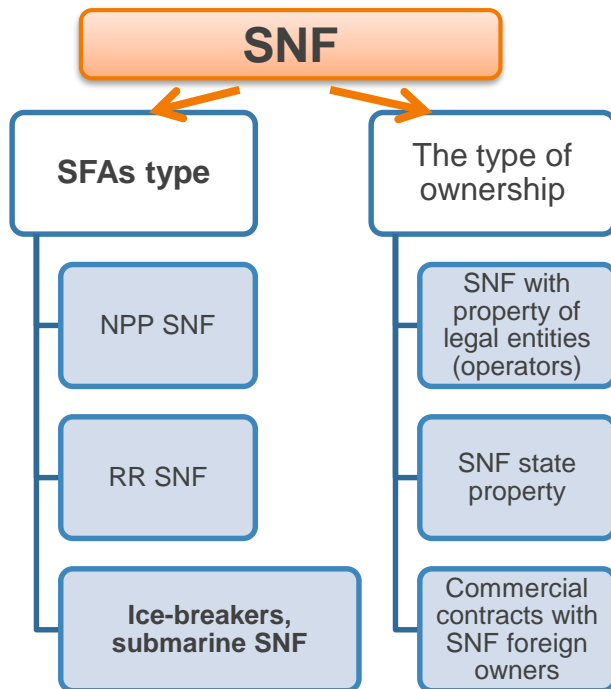 SNF
SFAs type
NPP SNF
RR SNF
Ice-breakers,
submarine SNF
The type of
ownership
SNF with
property of
legal entities
(operators)
SNF state
property
Commercial
contracts with
SNF foreign
owners